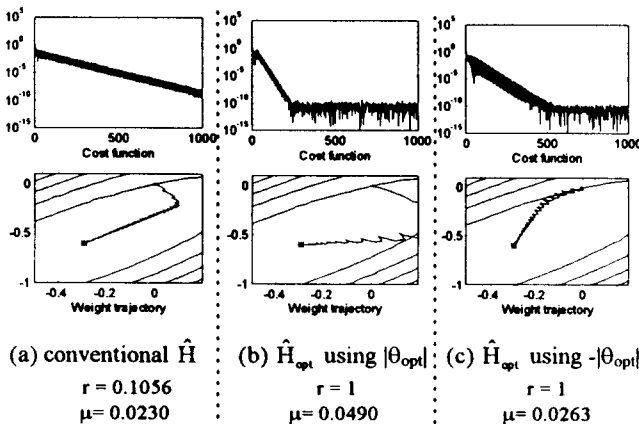 10^5
10^0
10^-5
10^-10
10^-15
0 500 1000
Cost function
10^5
10^0
10^-5
10^-10
10^-15
0 500 1000
Cost function
10^5
10^0
10^-5
10^-10
10^-15
0 500 1000
Cost function
0
-0.5
-1
-0.4 -0.2 0
Weight trajectory
0
-0.5
-1
-0.4 -0.2 0
Weight trajectory
0
-0.5
-1
-0.4 -0.2 0
Weight trajectory
(a) conventional Ĥ
r = 0.1056
μ= 0.0230
(b) Ĥopt using |θopt|
r = 1
μ= 0.0490
(c) Ĥopt using -|θopt|
r = 1
μ= 0.0263